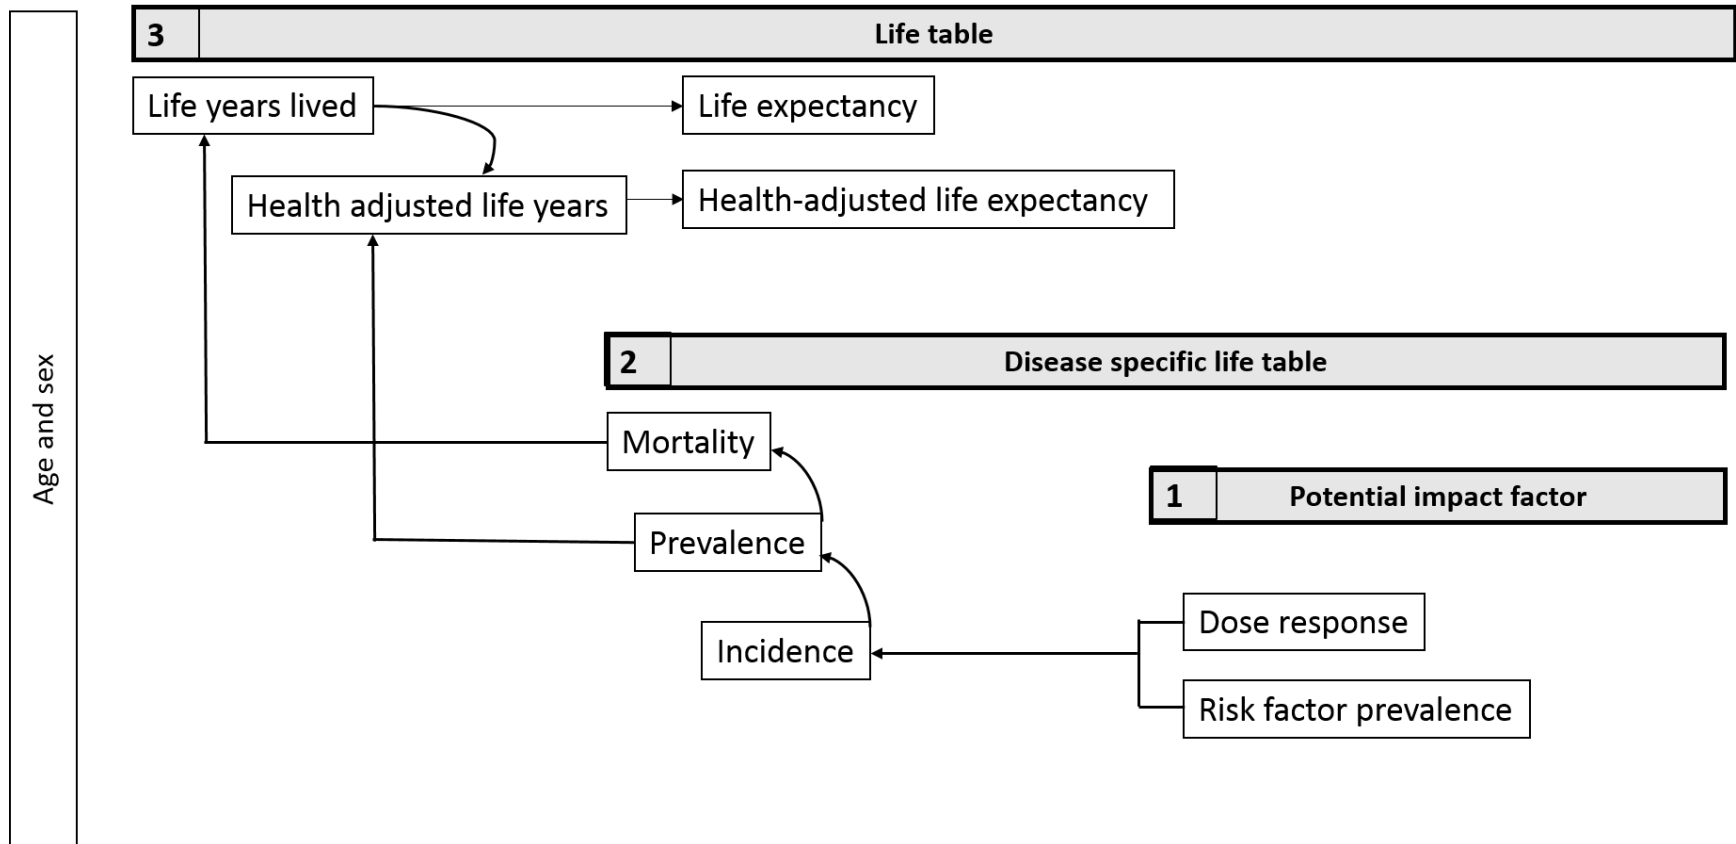 3 Life table
Life years lived
Life expectancy
Health adjusted life years
Health-adjusted life expectancy
Age and sex
2 Disease specific life table
Mortality
1 Potential impact factor
Prevalence
Incidence
Dose response
Risk factor prevalence